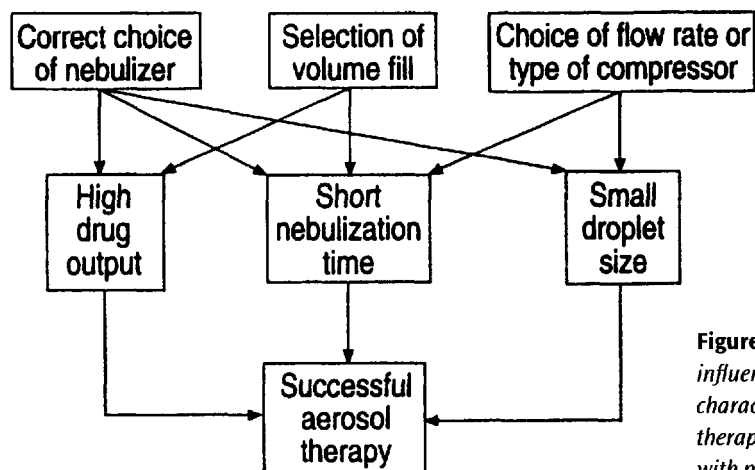 Correct choice
of nebulizer
Selection of
volume fill
Choice of flow rate or
type of compressor
High
drug
output
Short
nebulization
time
Small
droplet
size
Successful
aerosol
therapy
Figure
influen
charac
therap